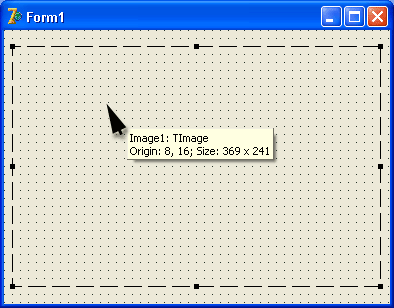 Form1
Image1: TImage
Origin: 8, 16; Size: 369 x 241